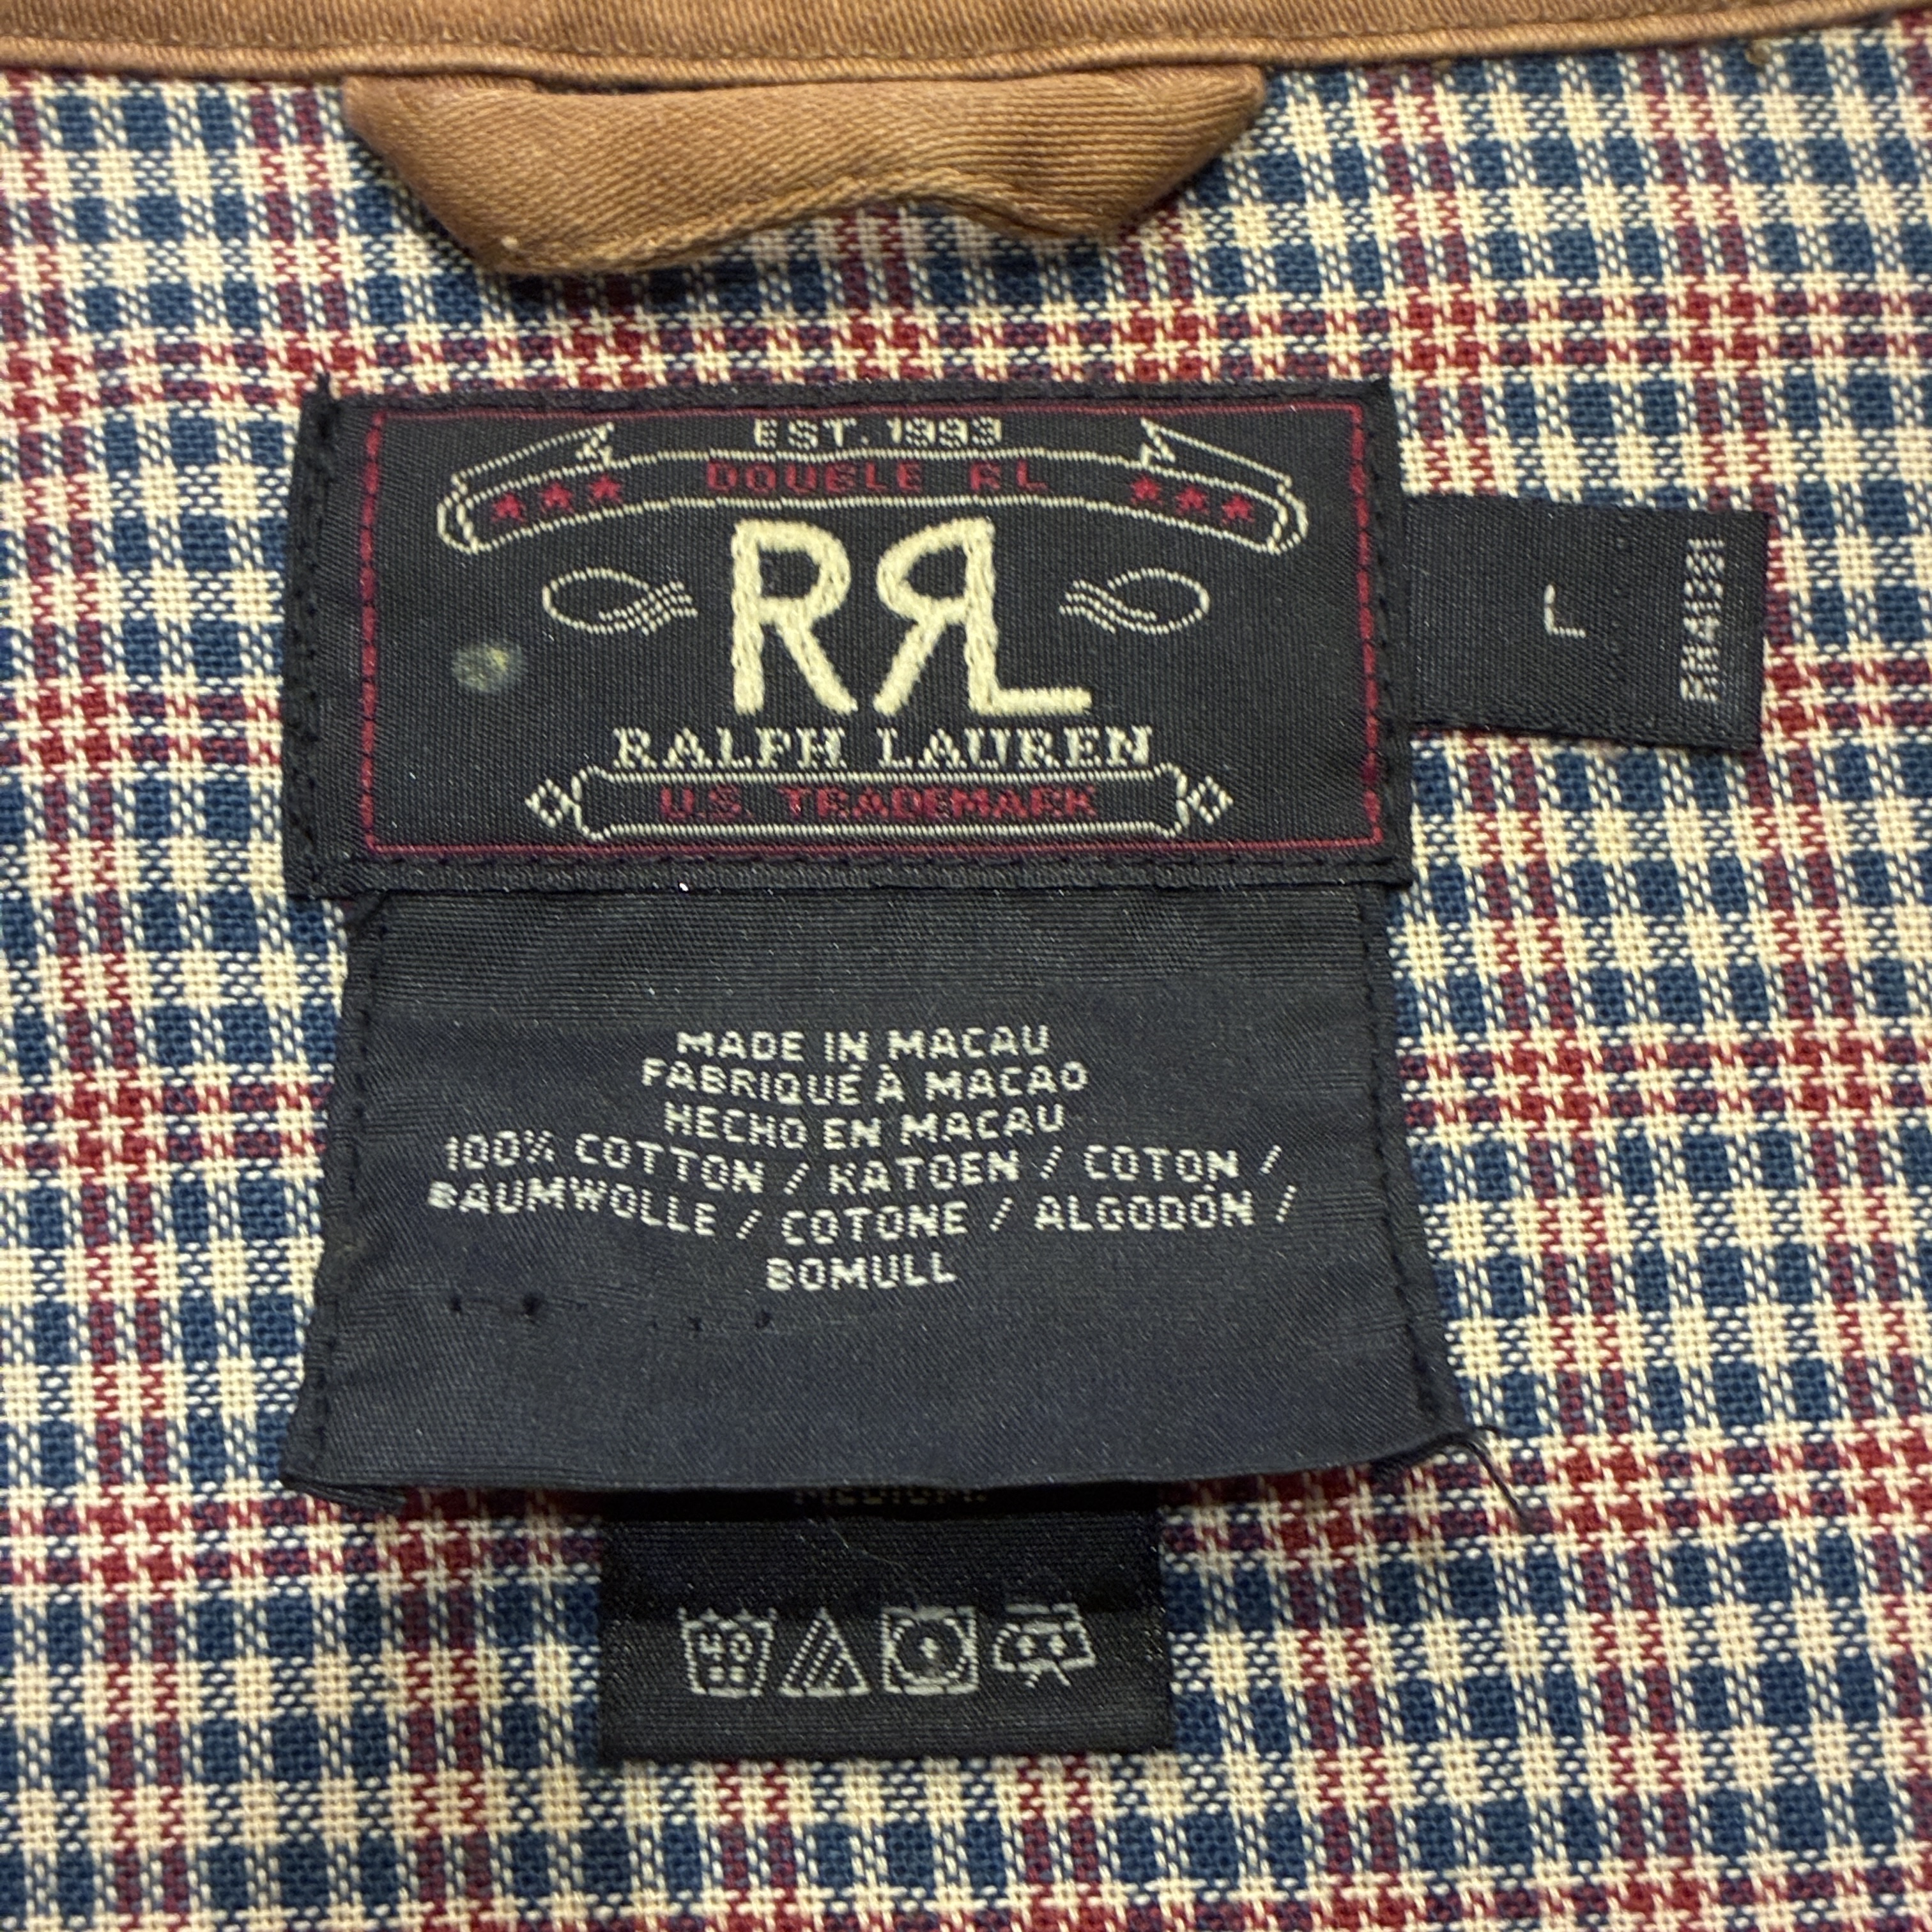 EST. 1993
DOUBLE RL
RRL
RALPH LAUREN
U.S. TRADEMARK
L
MADE IN MACAU
FABRIQUÉ À MACAO
HECHO EN MACAU
100% COTTON / KATOEN / COTON /
BAUMWOLLE / COTONE / ALGODÓN /
BOMULL
40